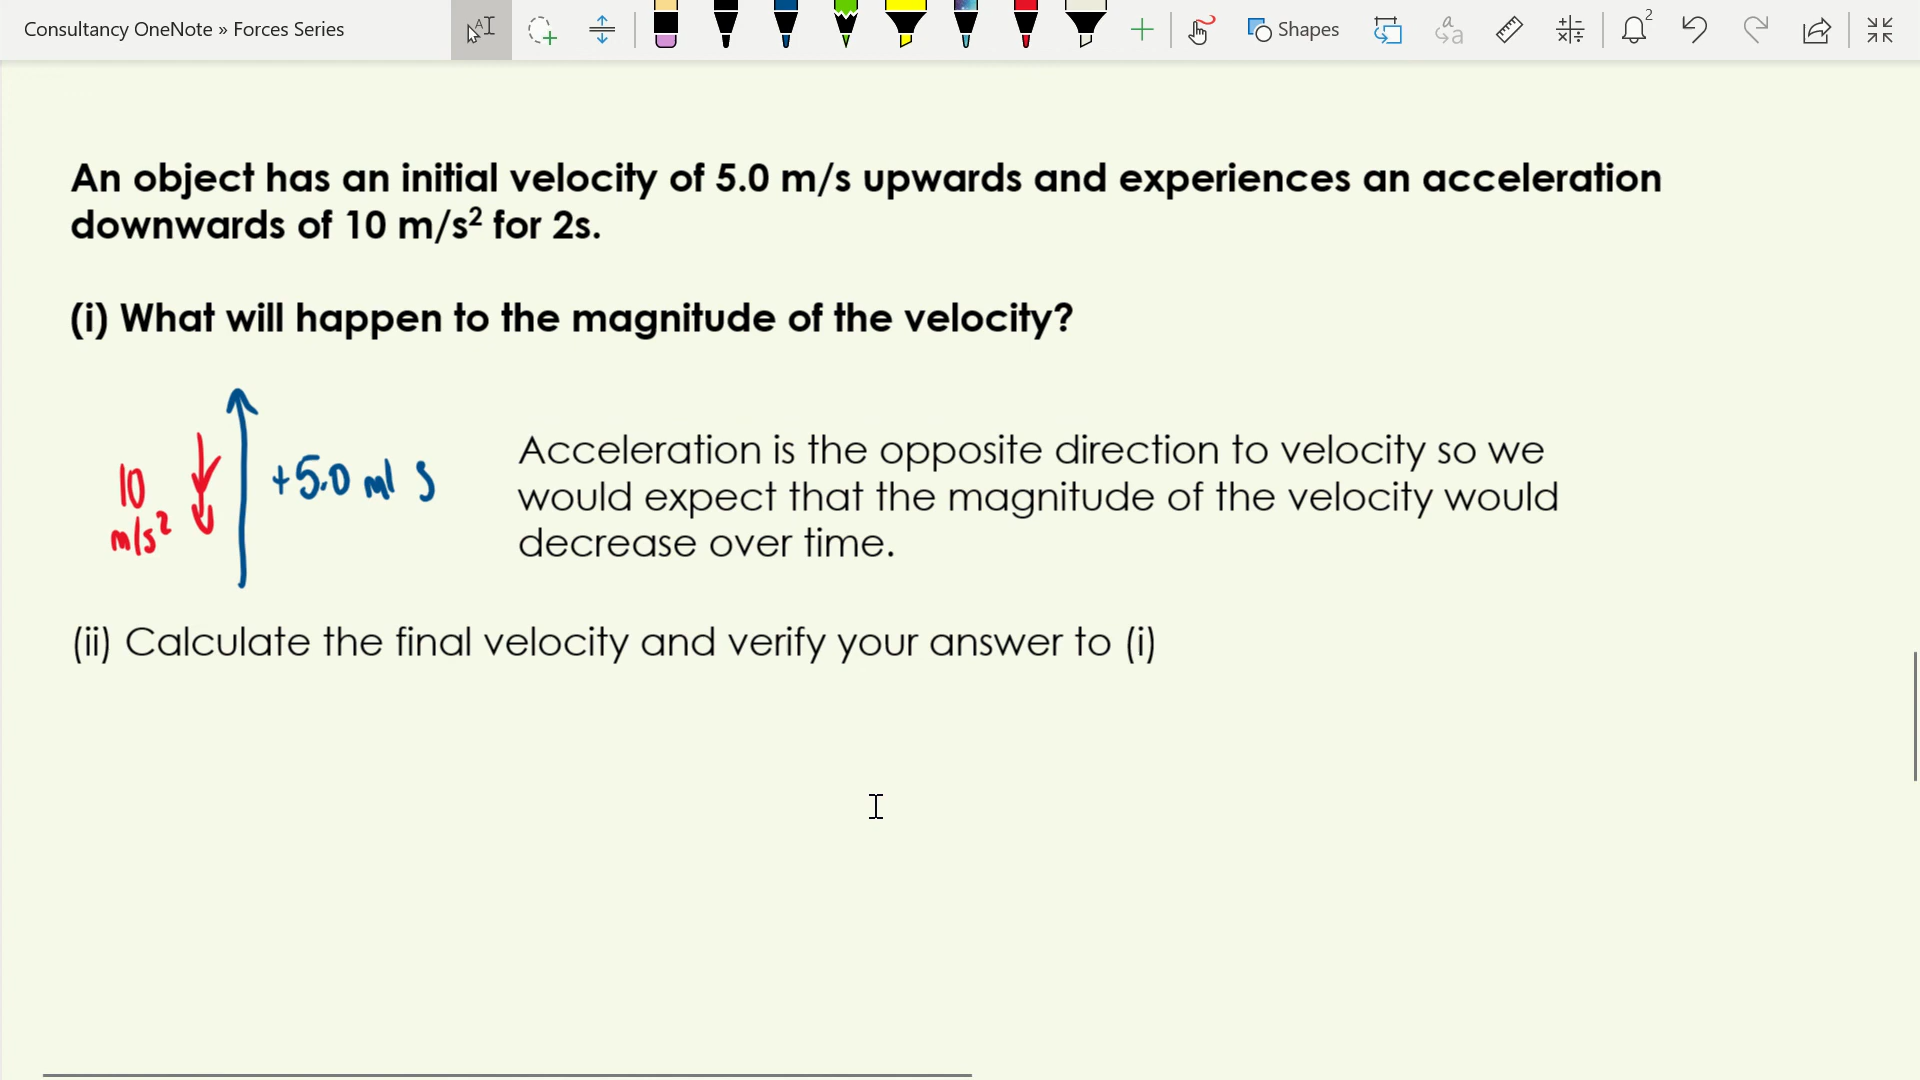 Consultancy OneNote » Forces Series
Shapes
2
An object has an initial velocity of 5.0 m/s upwards and experiences an acceleration
downwards of 10 m/s² for 2s.
(i) What will happen to the magnitude of the velocity?
10
m/s²
+5.0 m/s
Acceleration is the opposite direction to velocity so we
would expect that the magnitude of the velocity would
decrease over time.
(ii) Calculate the final velocity and verify your answer to (i)